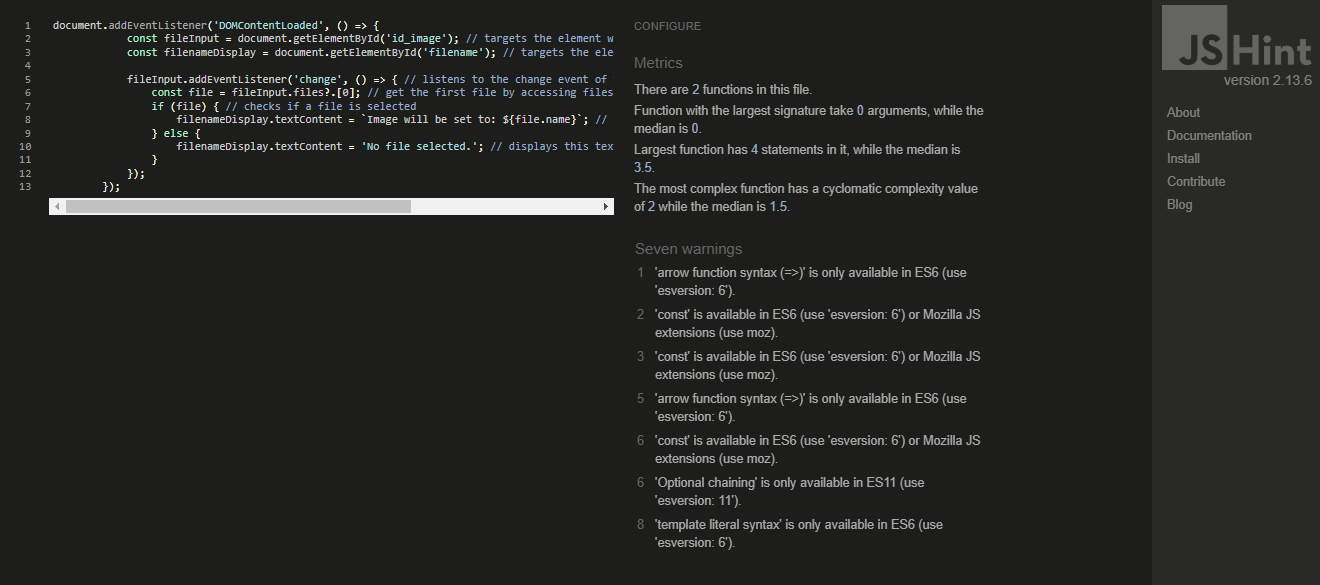 1 document.addEventListener('DOMContentLoaded', () => {
2 const fileInput = document.getElementById('id_image'); // targets the element w
3 const filenameDisplay = document.getElementById('filename'); // targets the ele
4
5 fileInput.addEventListener('change', () => { // listens to the change event of
6 const file = fileInput.files?.[0]; // get the first file by accessing files
7 if (file) { // checks if a file is selected
8 filenameDisplay.textContent = `Image will be set to: ${file.name}`; //
9 } else {
10 filenameDisplay.textContent = 'No file selected.'; // displays this tex
11 }
12 });
13 });
CONFIGURE
Metrics
There are 2 functions in this file.
Function with the largest signature take 0 arguments, while the
median is 0.
Largest function has 4 statements in it, while the median is
3.5.
The most complex function has a cyclomatic complexity value
of 2 while the median is 1.5.
Seven warnings
1 'arrow function syntax (=>)' is only available in ES6 (use
'esversion: 6').
2 'const' is available in ES6 (use 'esversion: 6') or Mozilla JS
extensions (use moz).
3 'const' is available in ES6 (use 'esversion: 6') or Mozilla JS
extensions (use moz).
5 'arrow function syntax (=>)' is only available in ES6 (use
'esversion: 6').
6 'const' is available in ES6 (use 'esversion: 6') or Mozilla JS
extensions (use moz).
6 'Optional chaining' is only available in ES11 (use
'esversion: 11').
8 'template literal syntax' is only available in ES6 (use
'esversion: 6').
JSHint
version 2.13.6
About
Documentation
Install
Contribute
Blog